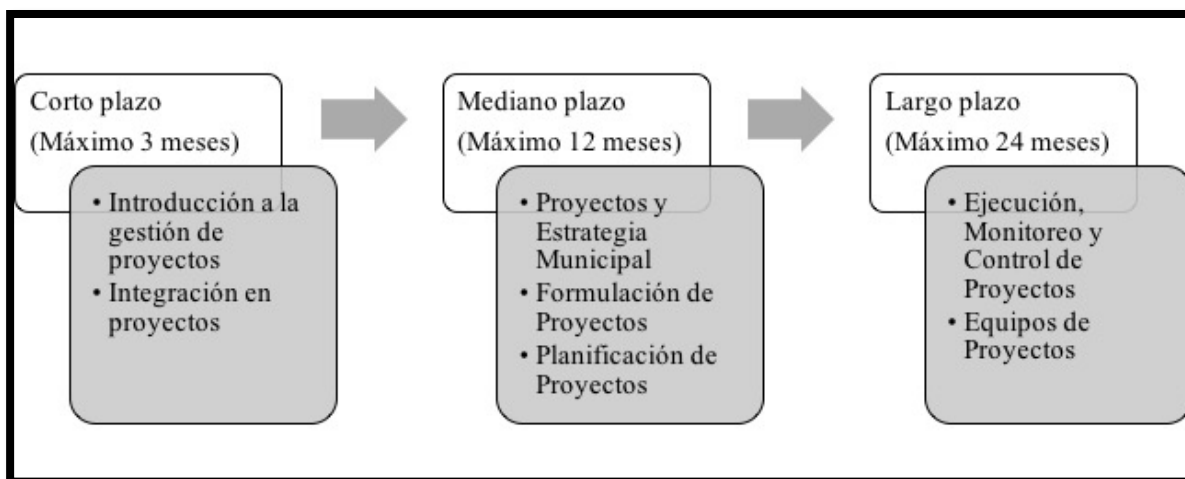 Corto plazo
(Máximo 3 meses)
• Introducción a la
gestión de
proyectos
• Integración en
proyectos
Mediano plazo
(Máximo 12 meses)
• Proyectos y
Estrategia
Municipal
• Formulación de
Proyectos
• Planificación de
Proyectos
Largo plazo
(Máximo 24 meses)
• Ejecución,
Monitoreo y
Control de
Proyectos
• Equipos de
Proyectos